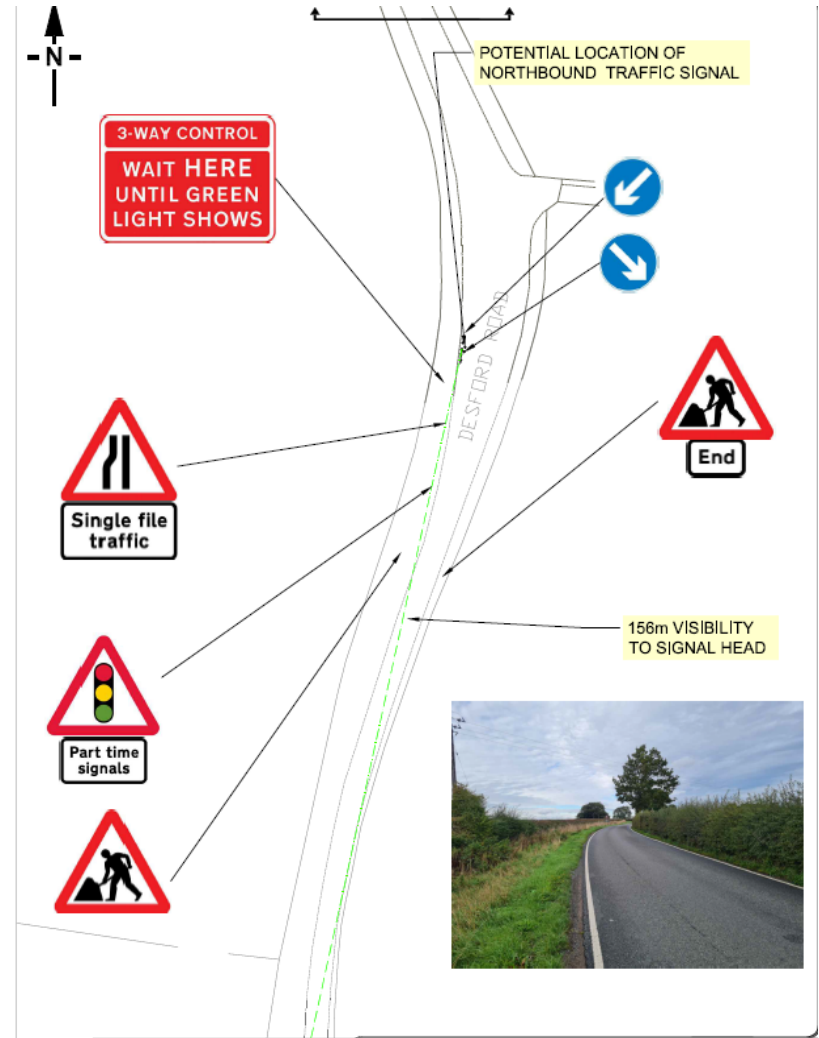 N
POTENTIAL LOCATION OF
NORTHBOUND TRAFFIC SIGNAL
3-WAY CONTROL
WAIT HERE
UNTIL GREEN
LIGHT SHOWS
DESFORD ROAD
End
Single file
traffic
156m VISIBILITY
TO SIGNAL HEAD
Part time
signals